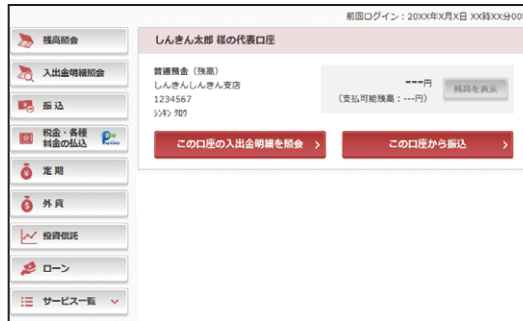 前回ログイン：20XX年X月X日 XX時XX分00
残高照会
入出金明細照会
振込
税金・各種
料金の払込
定期
外貨
投資信託
ローン
サービス一覧
しんきん太郎 様の代表口座
普通預金（残高）
しんきんしんきん支店
1234567
ｼﾝｷﾝ ﾀﾛｳ
---円
（支払可能残高：---円）
残高を表示
この口座の入出金明細を照会
この口座から振込